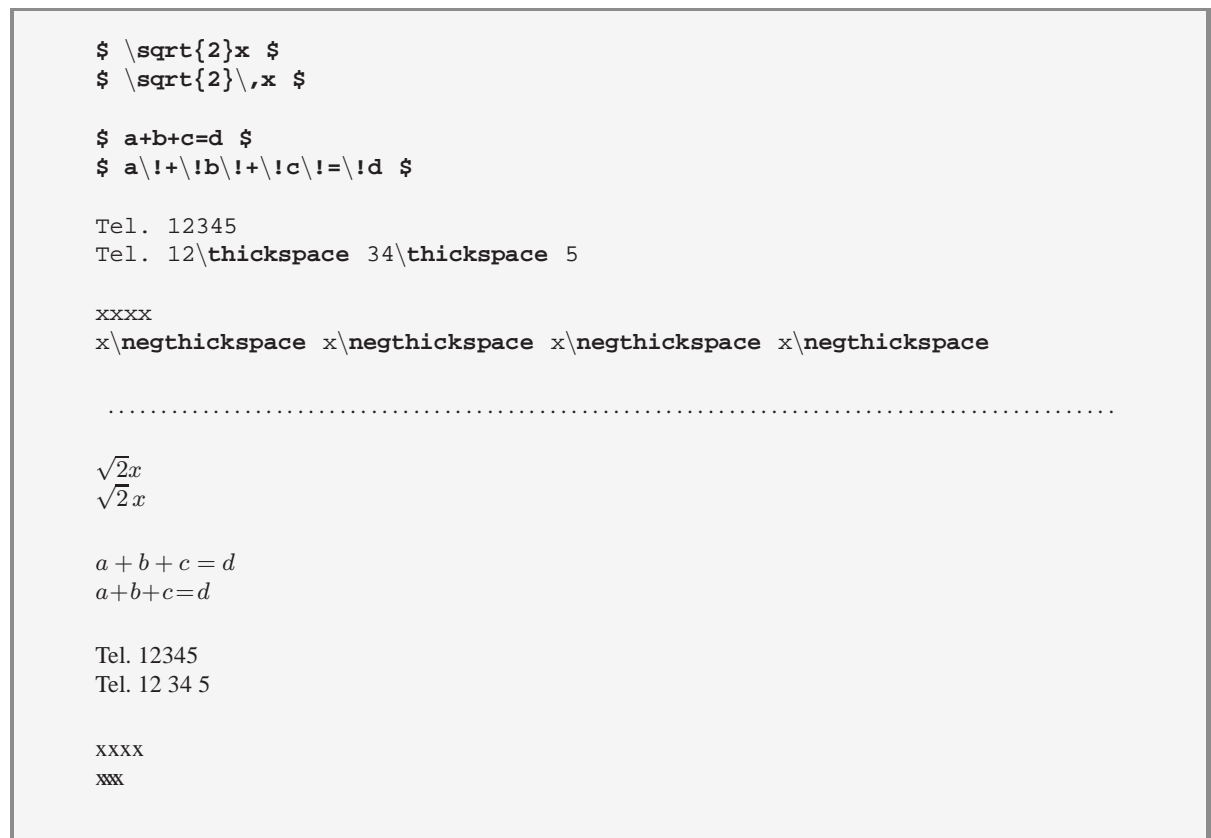 $ \sqrt{2}x $
$ \sqrt{2}\,x $
$ a+b+c=d $
$ a\!+\!b\!+\!c\!=\!d $
Tel. 12345
Tel. 12\thickspace 34\thickspace 5
xxxx
x\negthickspace x\negthickspace x\negthickspace x\negthickspace
√2x
√2 x
a + b + c = d
a+b+c=d
Tel. 12345
Tel. 12 34 5
xxxx
xxxx